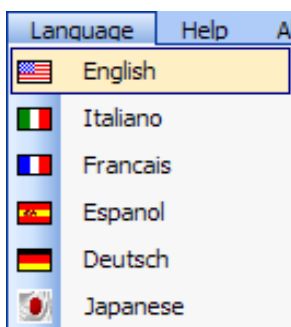 Language Help A
English
Italiano
Francais
Espanol
Deutsch
Japanese